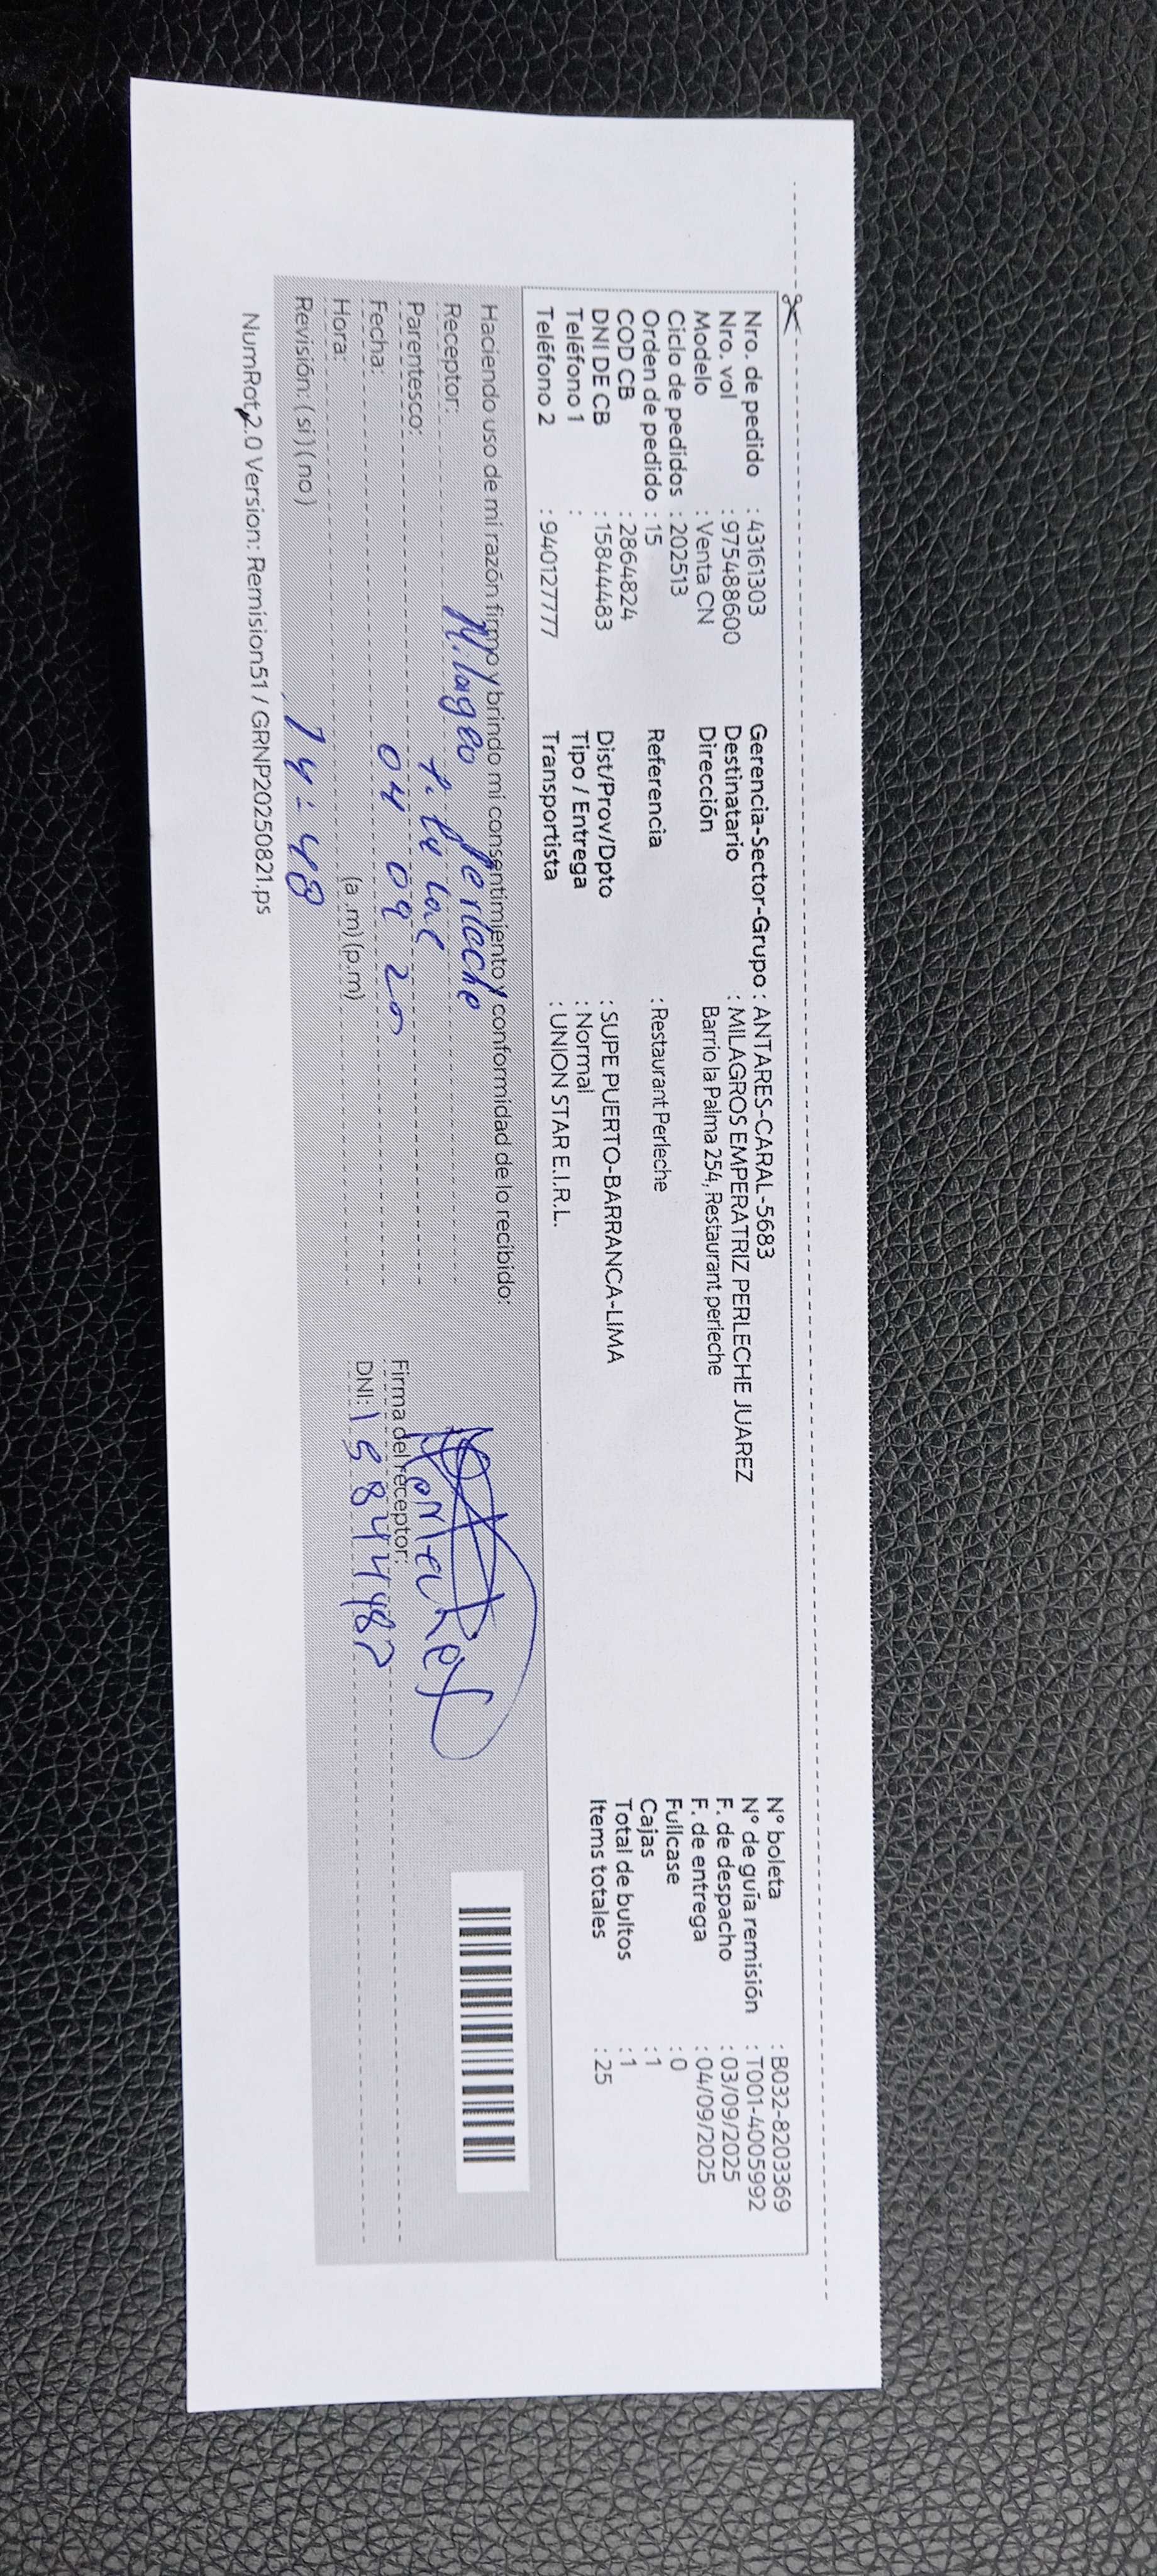 Nro. de pedido : 43161303
Nro. vol : 975488600
Modelo : Venta CN
Ciclo de pedidos : 202513
Orden de pedido : 15
COD CB : 2864824
DNI DE CB : 15844483
Teléfono 1 :
Teléfono 2 : 940127777
Gerencia-Sector-Grupo : ANTARES-CARAL-5683
Destinatario : MILAGROS EMPERATRIZ PERLECHE JUAREZ
Dirección Barrio la Palma 254, Restaurant perleche
Referencia : Restaurant Perleche
Dist/Prov/Dpto : SUPE PUERTO-BARRANCA-LIMA
Tipo / Entrega : Normal
Transportista : UNION STAR E.I.R.L.
N° boleta : B032-8203369
N° de guía remisión : T001-4005992
F. de despacho : 03/09/2025
F. de entrega : 04/09/2025
Fullcase : 0
Cajas : 1
Total de bultos : 1
Items totales : 25
Haciendo uso de mi razón firmo y brindo mi consentimiento y conformidad de lo recibido:
Receptor: Perleche
Parentesco:
Fecha: 04 09
Hora: 14:48 (a.m) (p.m)
Revisión: (si) (no)
Firma del receptor:
DNI: 1584448
NumRot2.0 Version: Remision51 / GRNP20250821.ps